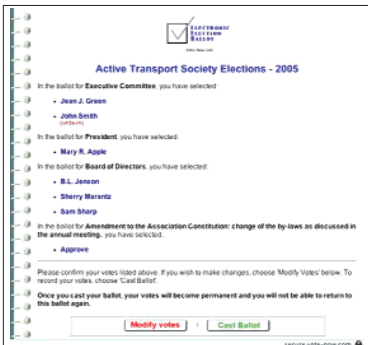 ELECTRONIC
ELECTION
BALLOT
Active Transport Society Elections - 2005
In the ballot for Executive Committee, you have selected
• Jean J. Green
• John Smith
(write-in)
In the ballot for President, you have selected:
• Mary R. Apple
In the ballot for Board of Directors, you have selected:
• B.L. Jenson
• Sherry Marantz
• Sam Sharp
In the ballot for Amendment to the Association Constitution: change of the by-laws as discussed in
the annual meeting, you have selected:
• Approve
Please confirm your votes listed above. If you wish to make changes, choose 'Modify Votes' below. To
record your votes, choose 'Cast Ballot'.
Once you cast your ballot, your votes will become permanent and you will not be able to return to
this ballot again.
Modify votes | Cast Ballot